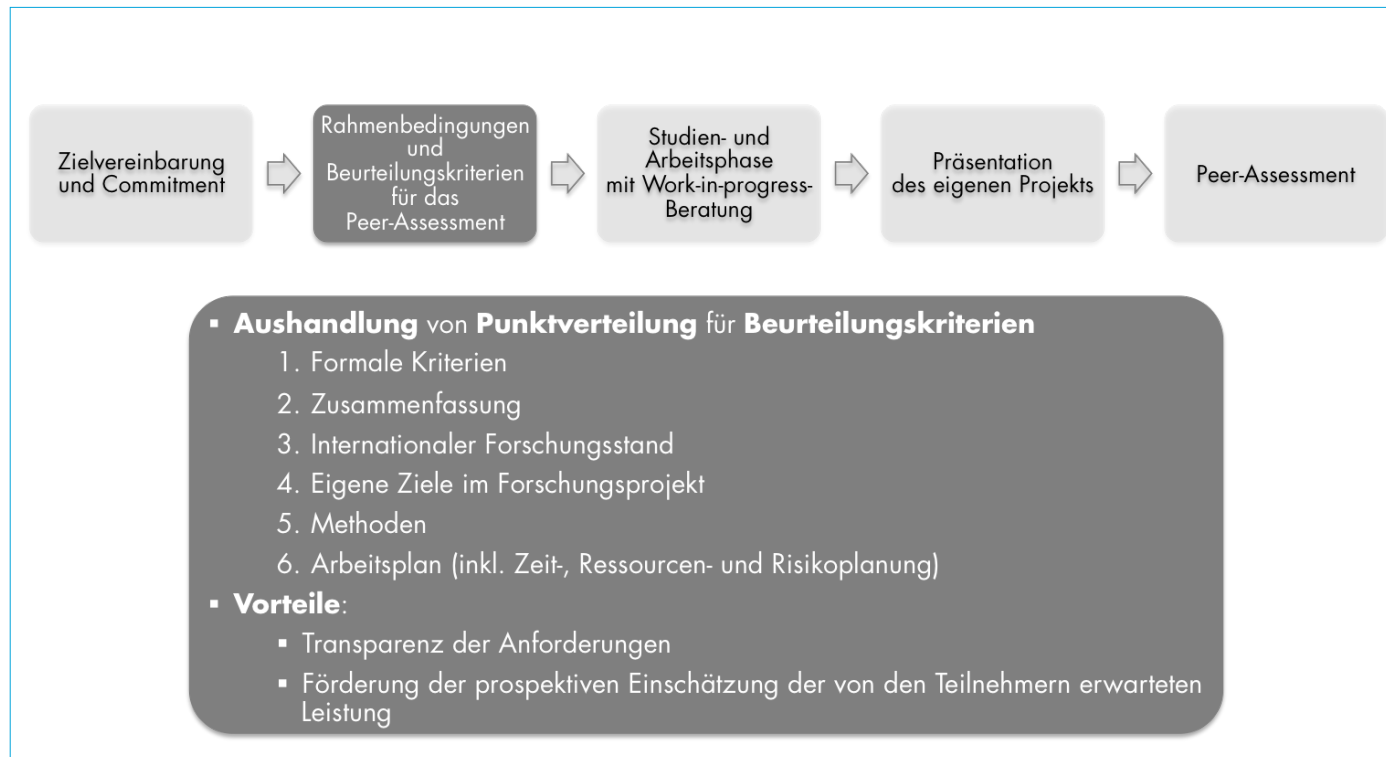 Zielvereinbarung
und Commitment
Rahmenbedingungen
und
Beurteilungskriterien
für das
Peer-Assessment
Studien- und
Arbeitsphase
mit Work-in-progress-
Beratung
Präsentation
des eigenen Projekts
Peer-Assessment
▪ Aushandlung von Punktverteilung für Beurteilungskriterien
1. Formale Kriterien
2. Zusammenfassung
3. Internationaler Forschungsstand
4. Eigene Ziele im Forschungsprojekt
5. Methoden
6. Arbeitsplan (inkl. Zeit-, Ressourcen- und Risikoplanung)
▪ Vorteile:
▪ Transparenz der Anforderungen
▪ Förderung der prospektiven Einschätzung der von den Teilnehmern erwarteten
Leistung